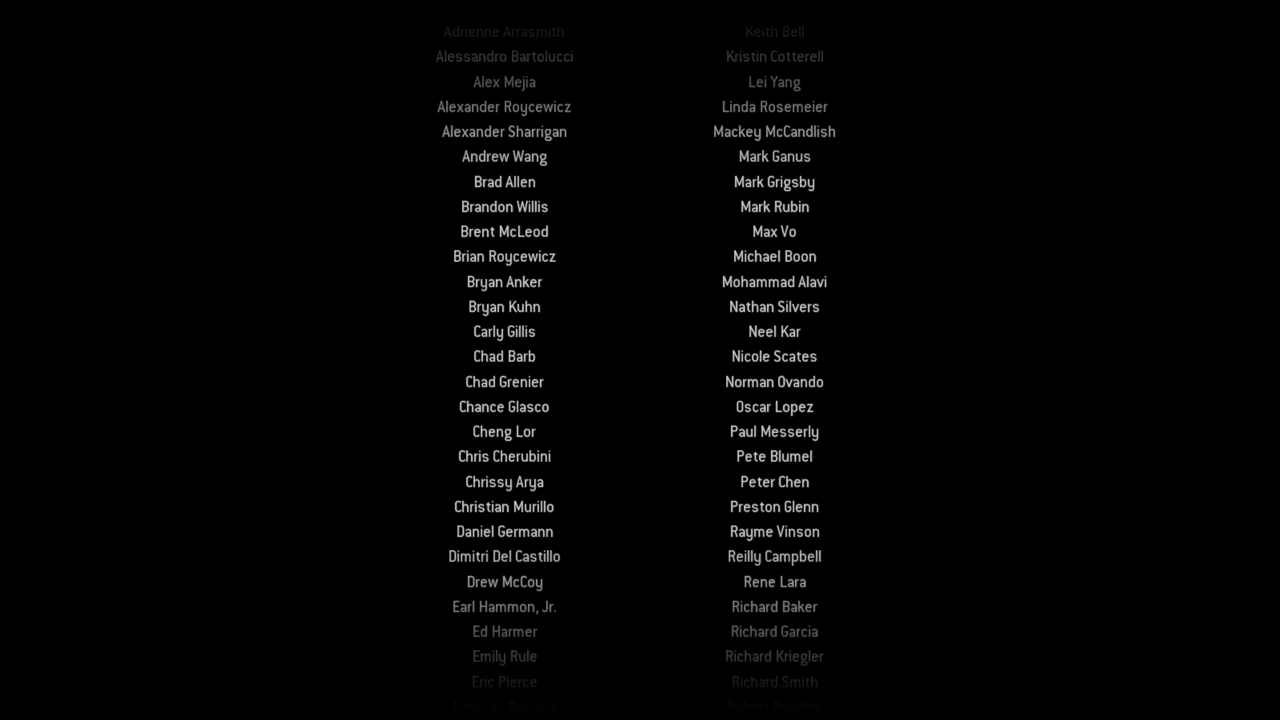 Adrienne Arrasmith
Alessandro Bartolucci
Alex Mejia
Alexander Roycewicz
Alexander Sharrigan
Andrew Wang
Brad Allen
Brandon Willis
Brent McLeod
Brian Roycewicz
Bryan Anker
Bryan Kuhn
Carly Gillis
Chad Barb
Chad Grenier
Chance Glasco
Cheng Lor
Chris Cherubini
Chrissy Arya
Christian Murillo
Daniel Germann
Dimitri Del Castillo
Drew McCoy
Earl Hammon, Jr.
Ed Harmer
Emily Rule
Eric Pierce
Keith Bell
Kristin Cotterell
Lei Yang
Linda Rosemeier
Mackey McCandlish
Mark Ganus
Mark Grigsby
Mark Rubin
Max Vo
Michael Boon
Mohammad Alavi
Nathan Silvers
Neel Kar
Nicole Scates
Norman Ovando
Oscar Lopez
Paul Messerly
Pete Blumel
Peter Chen
Preston Glenn
Rayme Vinson
Reilly Campbell
Rene Lara
Richard Baker
Richard Garcia
Richard Kriegler
Richard Smith